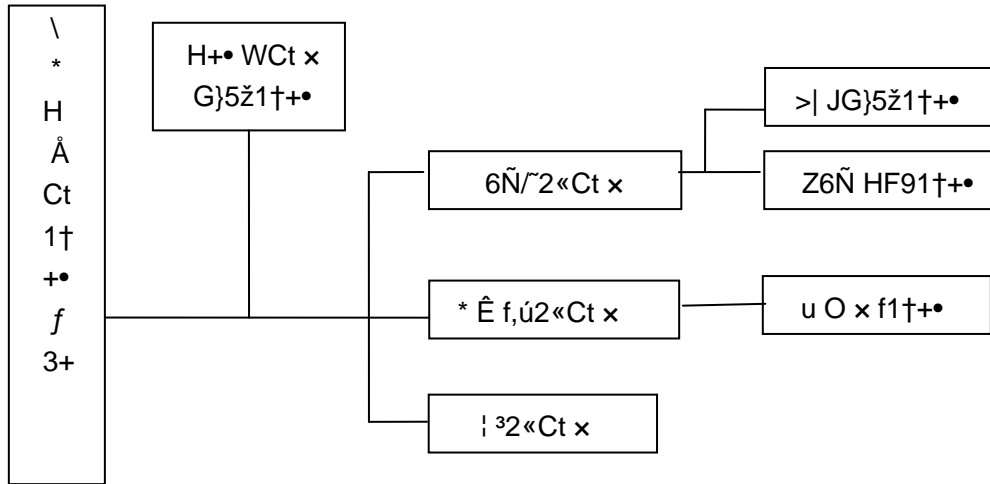 \
*
H
Å
Ct
1†
+•
ƒ
3+
H+• WCt ×
G}5ž1†+•
6Ñ/˜2«Ct ×
>| JG}5ž1†+•
Z6Ñ HF91†+•
* Ê f,ú2«Ct ×
u O × f1†+•
¦ ³2«Ct ×